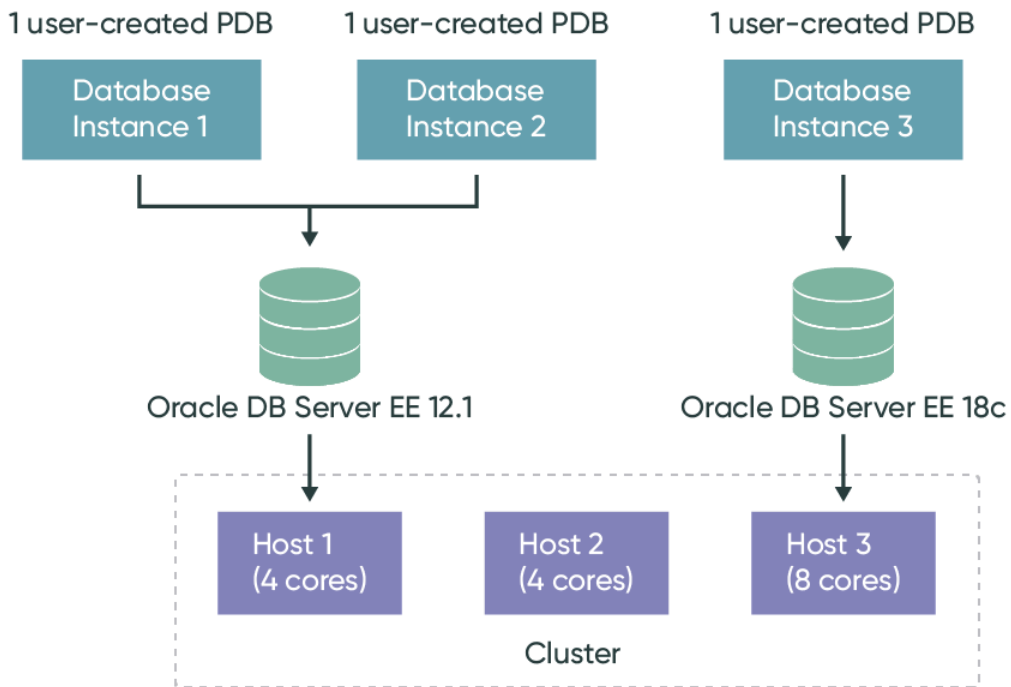 1 user-created PDB
1 user-created PDB
1 user-created PDB
Database
Instance 1
Database
Instance 2
Database
Instance 3
Oracle DB Server EE 12.1
Oracle DB Server EE 18c
Host 1
(4 cores)
Host 2
(4 cores)
Host 3
(8 cores)
Cluster